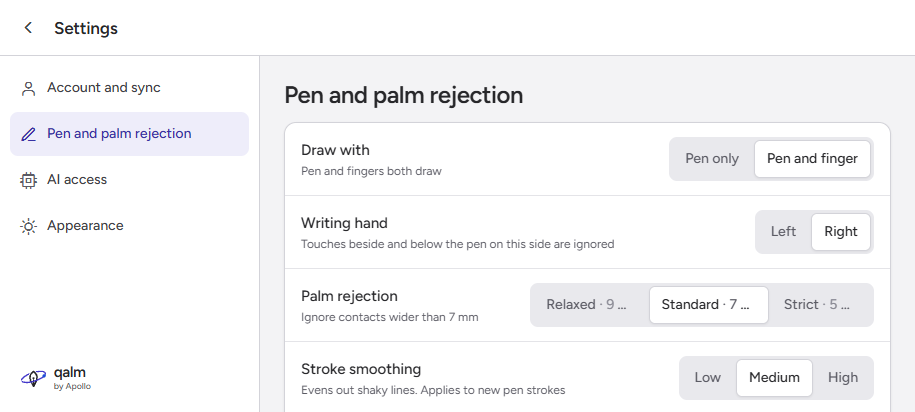 Settings
Account and sync
Pen and palm rejection
AI access
Appearance
qalm
by Apollo
Pen and palm rejection
Draw with
Pen and fingers both draw
Pen only
Pen and finger
Writing hand
Touches beside and below the pen on this side are ignored
Left
Right
Palm rejection
Ignore contacts wider than 7 mm
Relaxed · 9 ...
Standard · 7 ...
Strict · 5 ...
Stroke smoothing
Evens out shaky lines. Applies to new pen strokes
Low
Medium
High